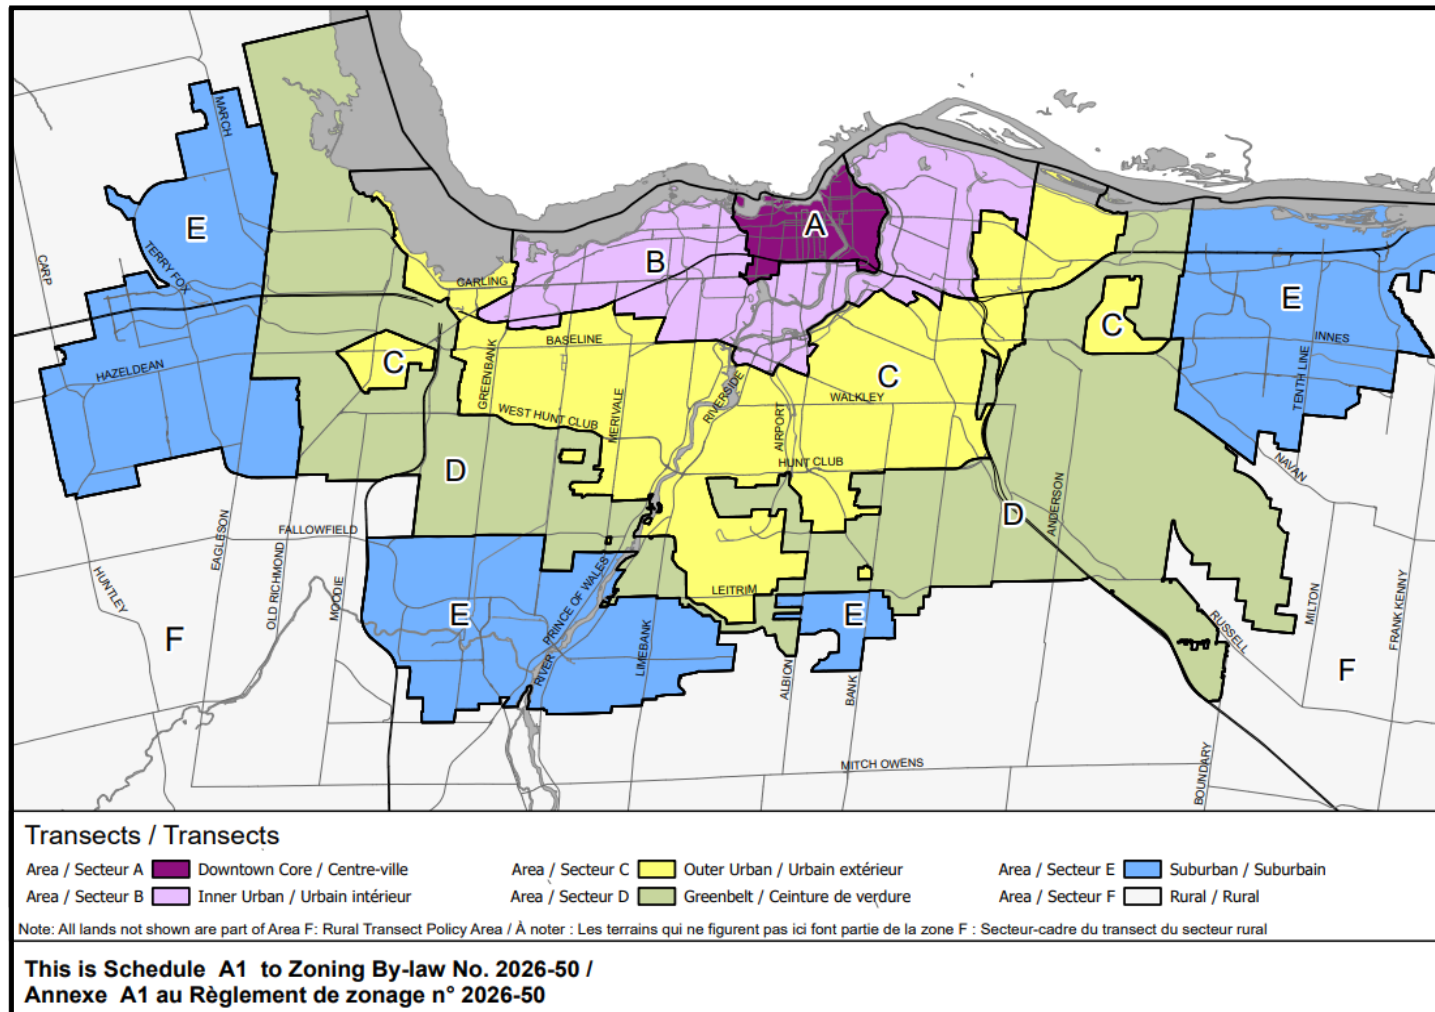 MARCH
E
TERRY FOX
CARP
HAZELDEAN
CARLING
B
A
C
GREENBANK
BASELINE
MERIVALE
WEST HUNT CLUB
RIVERSIDE
AIRPORT
WALKLEY
C
HUNT CLUB
C
E
INNES
TENTH LINE
NAVAN
D
D
ANDERSON
FALLOWFIELD
EAGLESON
OLD RICHMOND
MOODIE
HUNTLEY
F
E
PRINCE OF WALES
RIVER
LIMEBANK
LEITRIM
ALBION
E
BANK
RUSSELL
MILTON
FRANK KENNY
F
MITCH OWENS
BOUNDARY
Transects / Transects
Area / Secteur A Downtown Core / Centre-ville
Area / Secteur B Inner Urban / Urbain intérieur
Area / Secteur C Outer Urban / Urbain extérieur
Area / Secteur D Greenbelt / Ceinture de verdure
Area / Secteur E Suburban / Suburbain
Area / Secteur F Rural / Rural
Note: All lands not shown are part of Area F: Rural Transect Policy Area / À noter : Les terrains qui ne figurent pas ici font partie de la zone F : Secteur-cadre du transect du secteur rural
This is Schedule A1 to Zoning By-law No. 2026-50 /
Annexe A1 au Règlement de zonage n° 2026-50